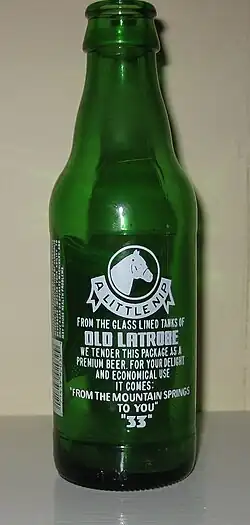 A LITTLE NIP
FROM THE GLASS LINED TANKS OF
OLD LATROBE
WE TENDER THIS PACKAGE AS A
PREMIUM BEER. FOR YOUR DELIGHT
AND ECONOMICAL USE
IT COMES:
"FROM THE MOUNTAIN SPRINGS
TO YOU"
"33"